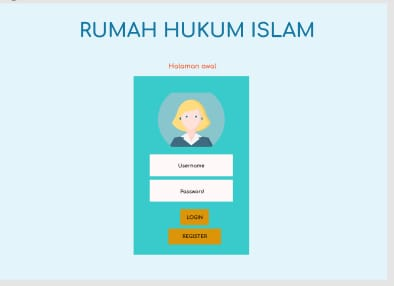 RUMAH HUKUM ISLAM
Halaman awal
Username
Password
LOGIN
REGISTER